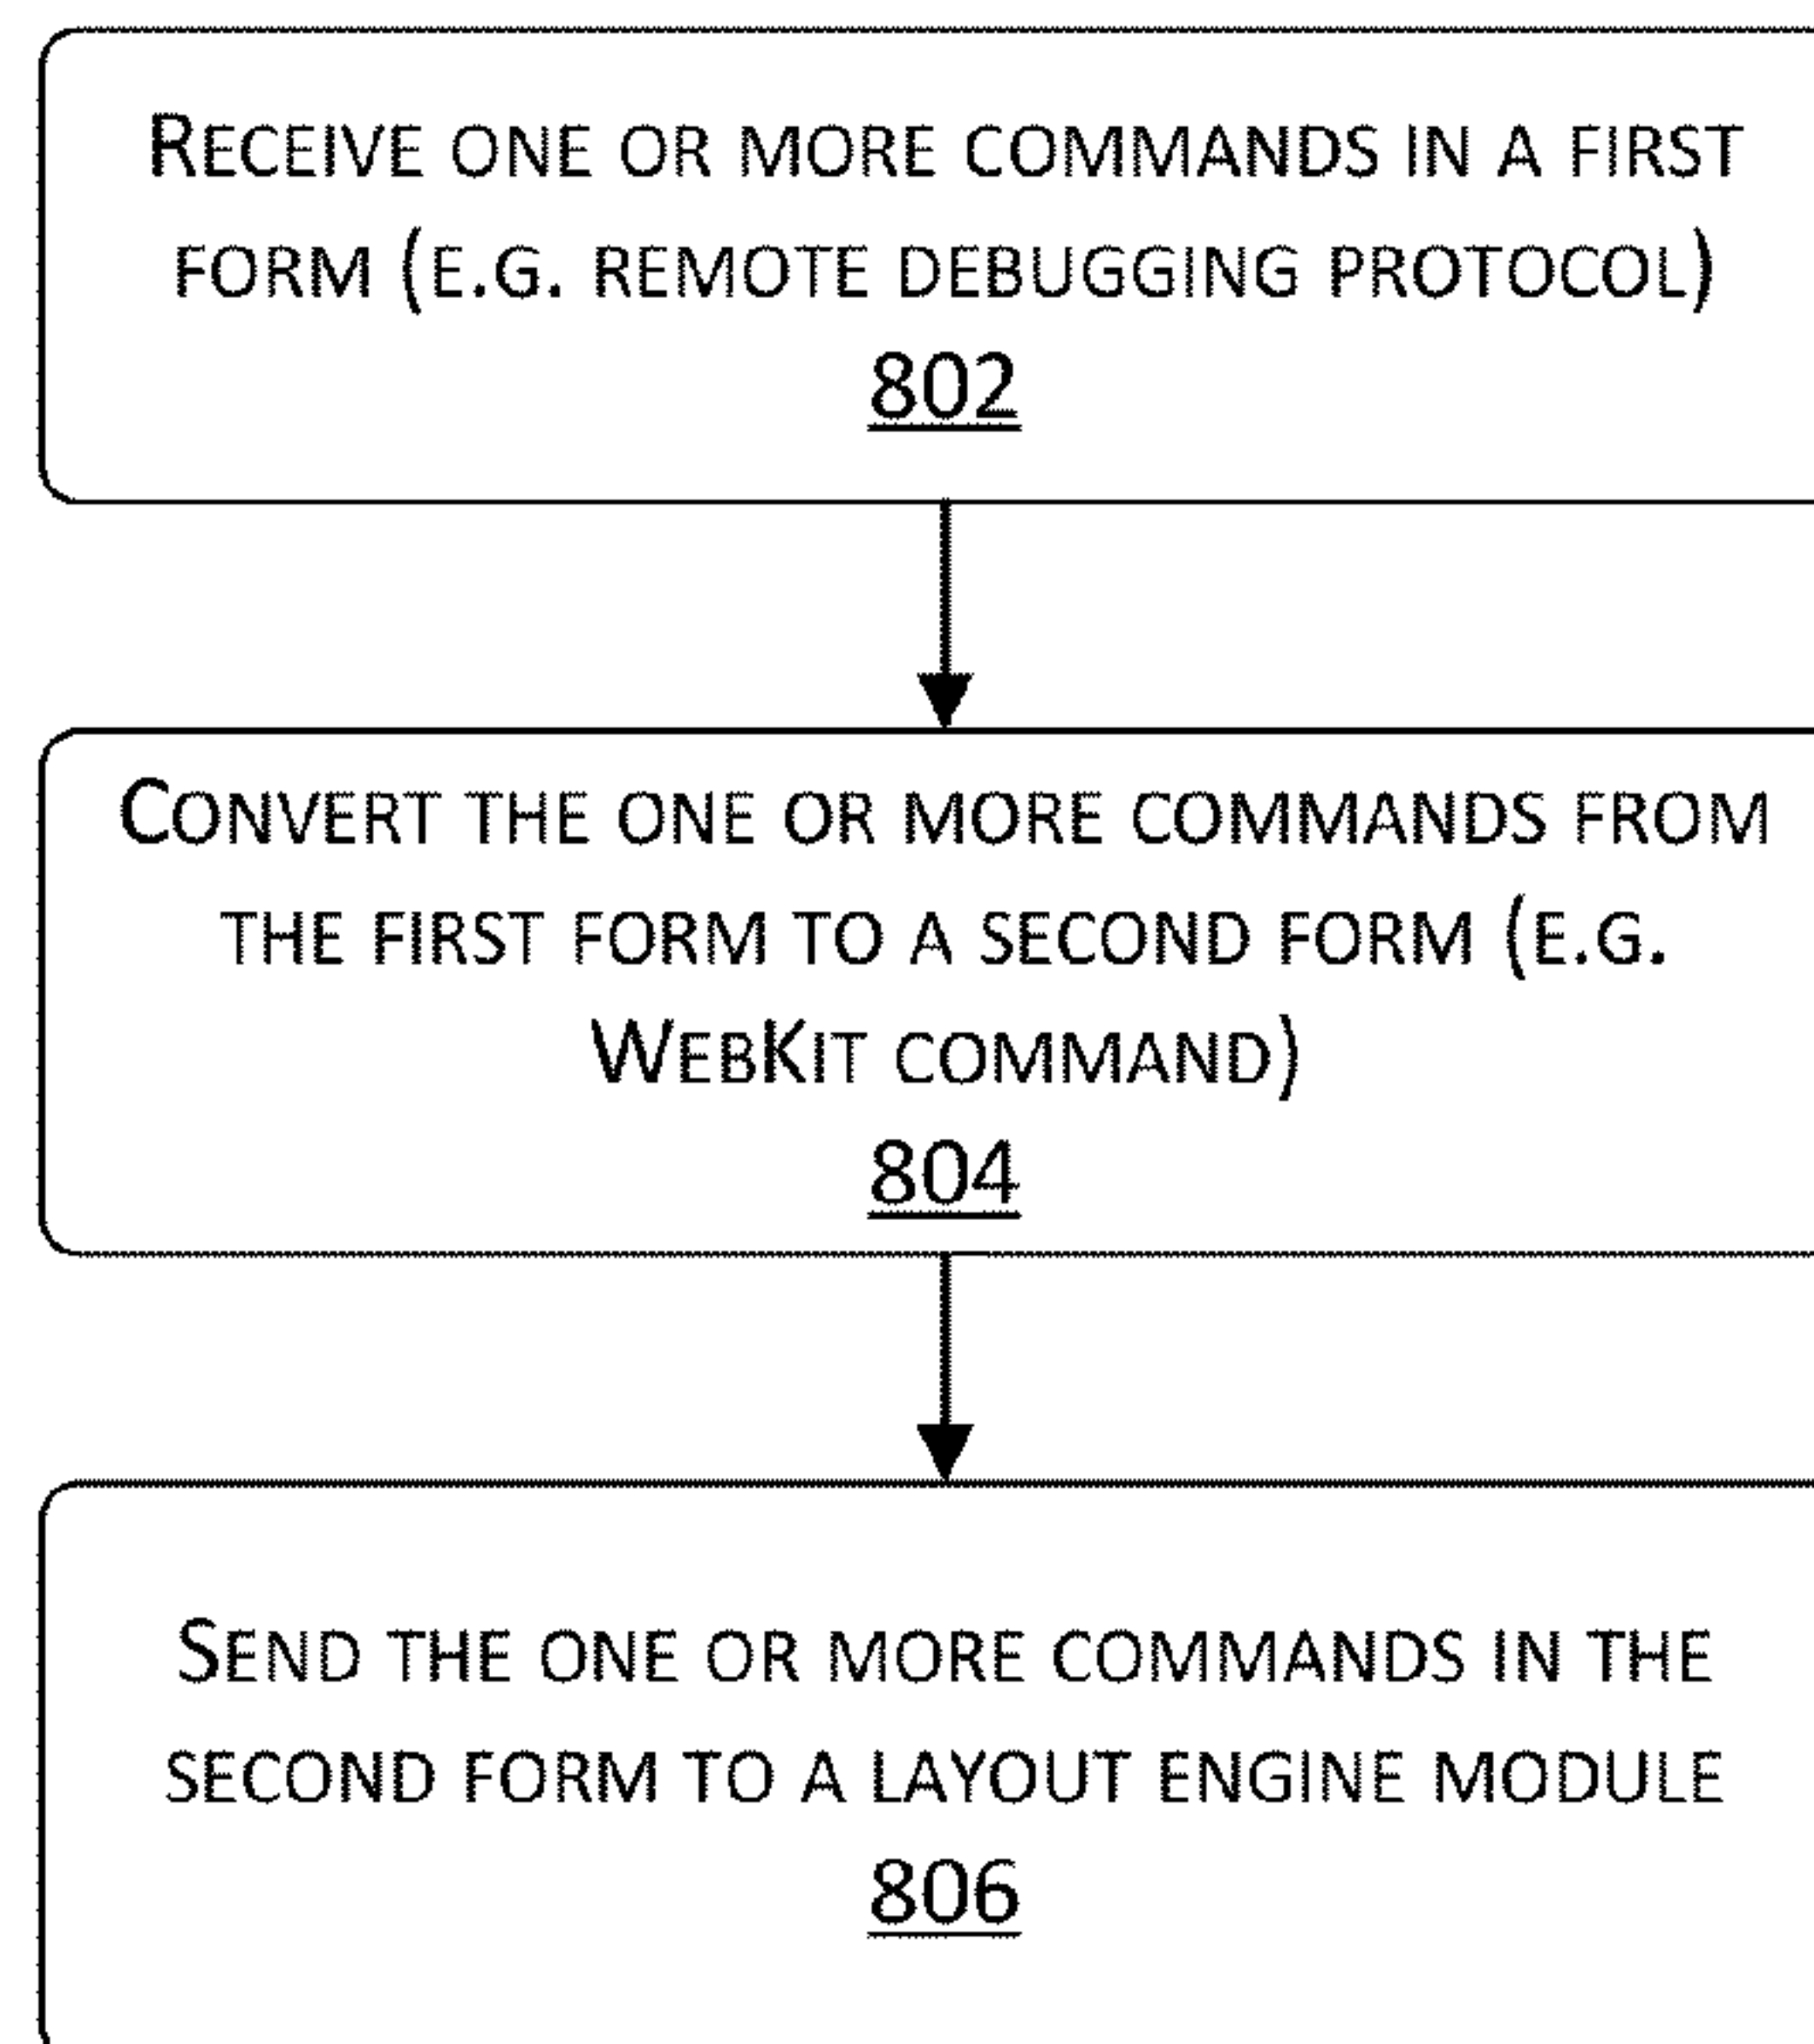 Receive one or more commands in a first
form (e.g. remote debugging protocol)
802
Convert the one or more commands from
the first form to a second form (e.g.
WebKit command)
804
Send the one or more commands in the
second form to a layout engine module
806